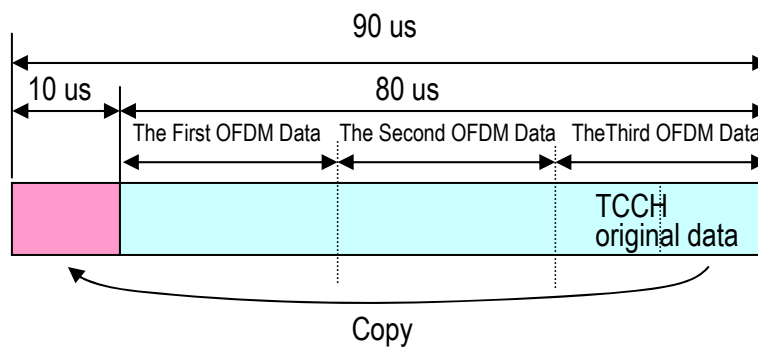 90 us
10 us
80 us
The First OFDM Data
The Second OFDM Data
TheThird OFDM Data
TCCH
original data
Copy